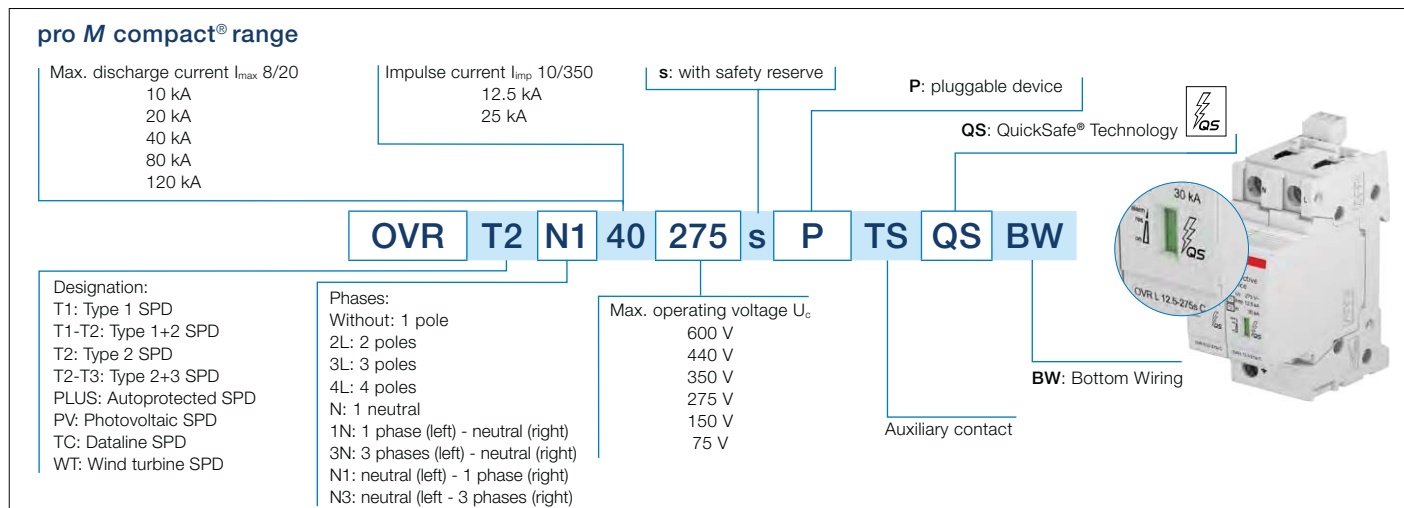 pro M compact® range
Max. discharge current Imax 8/20
10 kA
20 kA
40 kA
80 kA
120 kA
Impulse current Iimp 10/350
12.5 kA
25 kA
s: with safety reserve
P: pluggable device
QS: QuickSafe® Technology
QS
OVR T2 N1 40 275 s P TS QS BW
Designation:
T1: Type 1 SPD
T1-T2: Type 1+2 SPD
T2: Type 2 SPD
T2-T3: Type 2+3 SPD
PLUS: Autoprotected SPD
PV: Photovoltaic SPD
TC: Dataline SPD
WT: Wind turbine SPD
Phases:
Without: 1 pole
2L: 2 poles
3L: 3 poles
4L: 4 poles
N: 1 neutral
1N: 1 phase (left) - neutral (right)
3N: 3 phases (left) - neutral (right)
N1: neutral (left) - 1 phase (right)
N3: neutral (left - 3 phases (right)
Max. operating voltage Uc
600 V
440 V
350 V
275 V
150 V
75 V
Auxiliary contact
BW: Bottom Wiring
30 kA
QS
OVR L 12.5-275s C